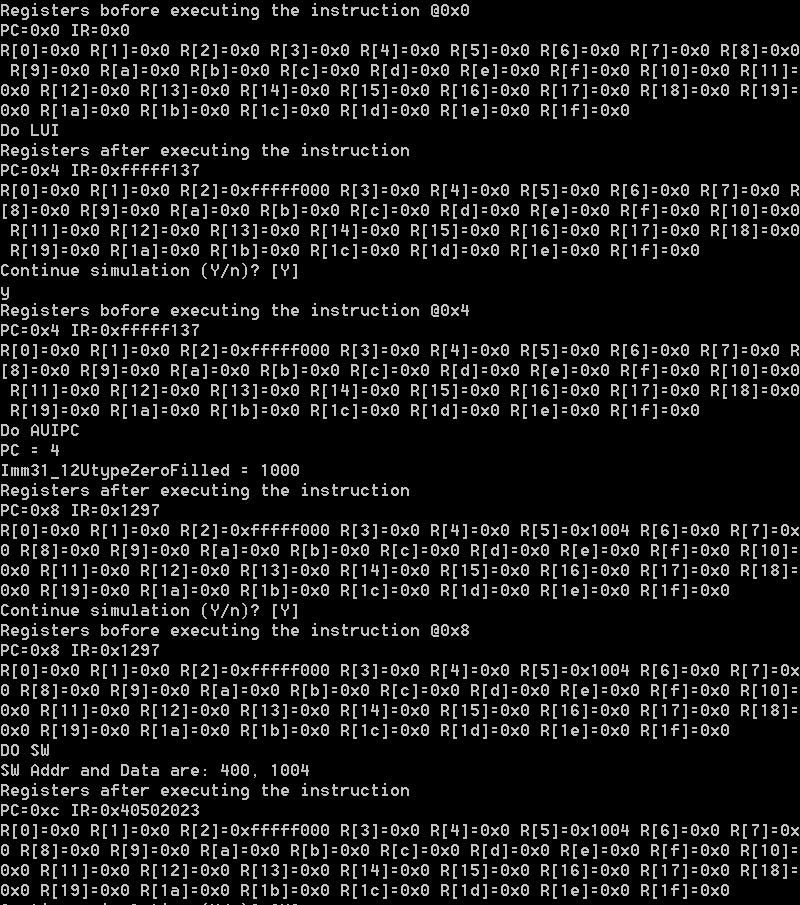 Registers bofore executing the instruction @0x0
PC=0x0 IR=0x0
R[0]=0x0 R[1]=0x0 R[2]=0x0 R[3]=0x0 R[4]=0x0 R[5]=0x0 R[6]=0x0 R[7]=0x0 R[8]=0x0
R[9]=0x0 R[a]=0x0 R[b]=0x0 R[c]=0x0 R[d]=0x0 R[e]=0x0 R[f]=0x0 R[10]=0x0 R[11]=
0x0 R[12]=0x0 R[13]=0x0 R[14]=0x0 R[15]=0x0 R[16]=0x0 R[17]=0x0 R[18]=0x0 R[19]=
0x0 R[1a]=0x0 R[1b]=0x0 R[1c]=0x0 R[1d]=0x0 R[1e]=0x0 R[1f]=0x0
Do LUI
Registers after executing the instruction
PC=0x4 IR=0xfffff137
R[0]=0x0 R[1]=0x0 R[2]=0xfffff000 R[3]=0x0 R[4]=0x0 R[5]=0x0 R[6]=0x0 R[7]=0x0 R
[8]=0x0 R[9]=0x0 R[a]=0x0 R[b]=0x0 R[c]=0x0 R[d]=0x0 R[e]=0x0 R[f]=0x0 R[10]=0x0
R[11]=0x0 R[12]=0x0 R[13]=0x0 R[14]=0x0 R[15]=0x0 R[16]=0x0 R[17]=0x0 R[18]=0x0
R[19]=0x0 R[1a]=0x0 R[1b]=0x0 R[1c]=0x0 R[1d]=0x0 R[1e]=0x0 R[1f]=0x0
Continue simulation (Y/n)? [Y]
y
Registers bofore executing the instruction @0x4
PC=0x4 IR=0xfffff137
R[0]=0x0 R[1]=0x0 R[2]=0xfffff000 R[3]=0x0 R[4]=0x0 R[5]=0x0 R[6]=0x0 R[7]=0x0 R
[8]=0x0 R[9]=0x0 R[a]=0x0 R[b]=0x0 R[c]=0x0 R[d]=0x0 R[e]=0x0 R[f]=0x0 R[10]=0x0
R[11]=0x0 R[12]=0x0 R[13]=0x0 R[14]=0x0 R[15]=0x0 R[16]=0x0 R[17]=0x0 R[18]=0x0
R[19]=0x0 R[1a]=0x0 R[1b]=0x0 R[1c]=0x0 R[1d]=0x0 R[1e]=0x0 R[1f]=0x0
Do AUIPC
PC = 4
Imm31_12UtypeZeroFilled = 1000
Registers after executing the instruction
PC=0x8 IR=0x1297
R[0]=0x0 R[1]=0x0 R[2]=0xfffff000 R[3]=0x0 R[4]=0x0 R[5]=0x1004 R[6]=0x0 R[7]=0x
0 R[8]=0x0 R[9]=0x0 R[a]=0x0 R[b]=0x0 R[c]=0x0 R[d]=0x0 R[e]=0x0 R[f]=0x0 R[10]=
0x0 R[11]=0x0 R[12]=0x0 R[13]=0x0 R[14]=0x0 R[15]=0x0 R[16]=0x0 R[17]=0x0 R[18]=
0x0 R[19]=0x0 R[1a]=0x0 R[1b]=0x0 R[1c]=0x0 R[1d]=0x0 R[1e]=0x0 R[1f]=0x0
Continue simulation (Y/n)? [Y]
Registers bofore executing the instruction @0x8
PC=0x8 IR=0x1297
R[0]=0x0 R[1]=0x0 R[2]=0xfffff000 R[3]=0x0 R[4]=0x0 R[5]=0x1004 R[6]=0x0 R[7]=0x
0 R[8]=0x0 R[9]=0x0 R[a]=0x0 R[b]=0x0 R[c]=0x0 R[d]=0x0 R[e]=0x0 R[f]=0x0 R[10]=
0x0 R[11]=0x0 R[12]=0x0 R[13]=0x0 R[14]=0x0 R[15]=0x0 R[16]=0x0 R[17]=0x0 R[18]=
0x0 R[19]=0x0 R[1a]=0x0 R[1b]=0x0 R[1c]=0x0 R[1d]=0x0 R[1e]=0x0 R[1f]=0x0
DO SW
SW Addr and Data are: 400, 1004
Registers after executing the instruction
PC=0xc IR=0x40502023
R[0]=0x0 R[1]=0x0 R[2]=0xfffff000 R[3]=0x0 R[4]=0x0 R[5]=0x1004 R[6]=0x0 R[7]=0x
0 R[8]=0x0 R[9]=0x0 R[a]=0x0 R[b]=0x0 R[c]=0x0 R[d]=0x0 R[e]=0x0 R[f]=0x0 R[10]=
0x0 R[11]=0x0 R[12]=0x0 R[13]=0x0 R[14]=0x0 R[15]=0x0 R[16]=0x0 R[17]=0x0 R[18]=
0x0 R[19]=0x0 R[1a]=0x0 R[1b]=0x0 R[1c]=0x0 R[1d]=0x0 R[1e]=0x0 R[1f]=0x0